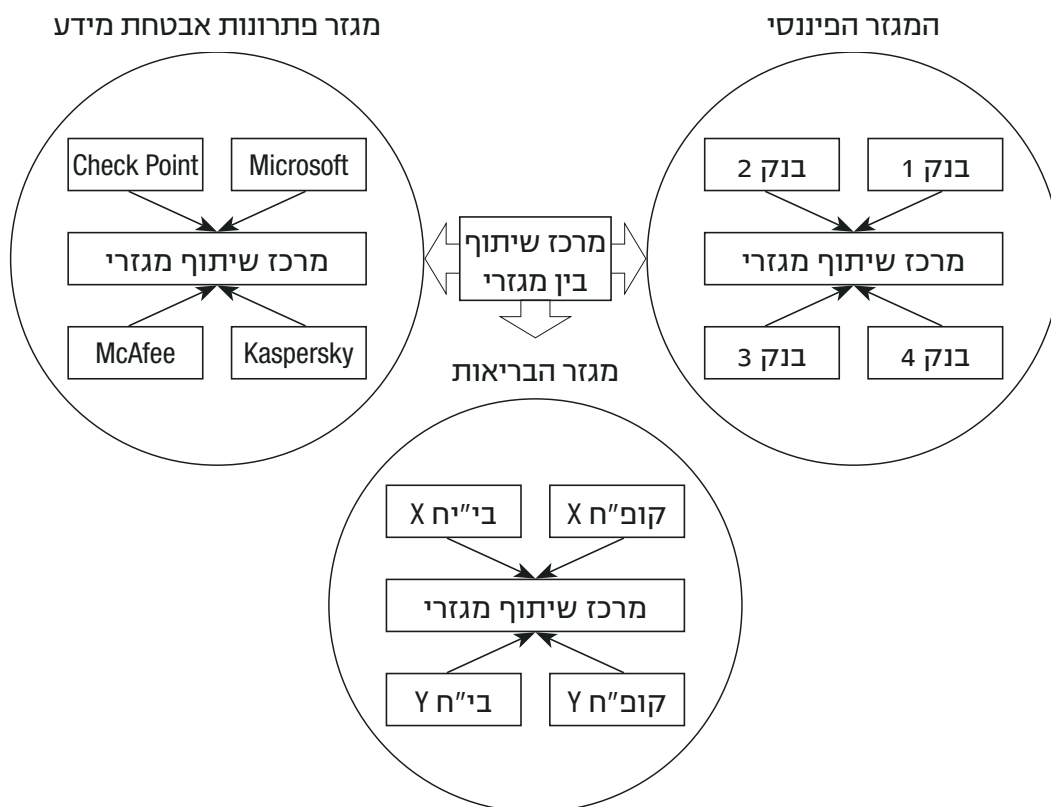 המגזר הפיננסי
מגזר פתרונות אבטחת מידע
בנק 1
בנק 2
מרכז שיתוף מגזרי
בנק 4
בנק 3
מרכז שיתוף
בין מגזרי
Microsoft
Check Point
מרכז שיתוף מגזרי
Kaspersky
McAfee
מגזר הבריאות
קופ"ח X
בי"יח X
מרכז שיתוף מגזרי
קופ"ח Y
בי"ח Y